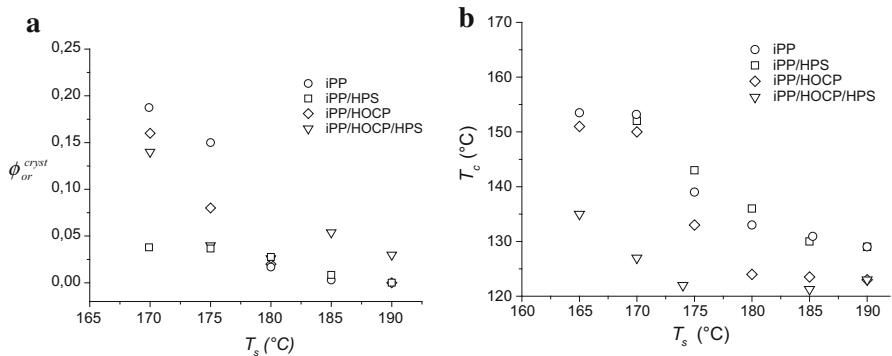 a
0,25
0,20
0,15
0,10
0,05
0,00
ϕ_or^cryst
iPP
iPP/HPS
iPP/HOCP
iPP/HOCP/HPS
165 170 175 180 185 190
T_s (°C)
b
170
160
150
140
130
120
T_c (°C)
iPP
iPP/HPS
iPP/HOCP
iPP/HOCP/HPS
160 165 170 175 180 185 190
T_s (°C)